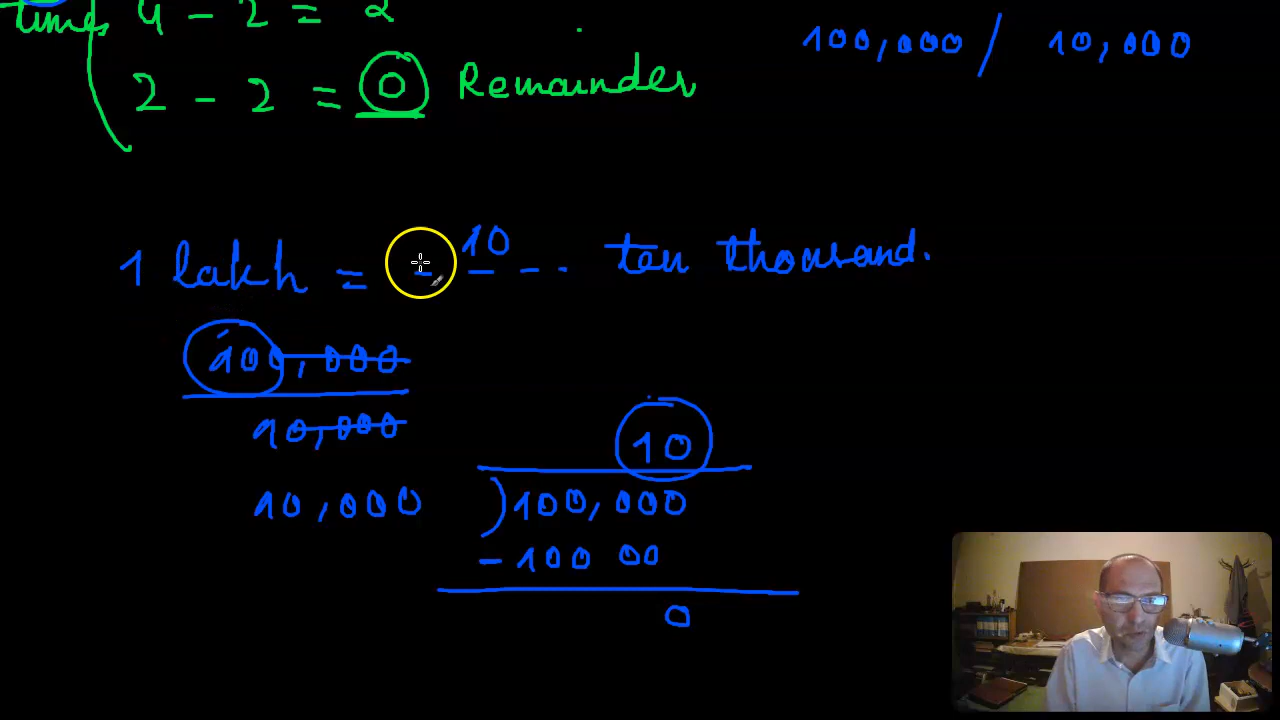 times 4 - 2 = 2
100,000 / 10,000
2 - 2 = 0 Remainder
1 lakh = - 10 - - ten thousand.
100,000
10,000
10
10,000 ) 100,000
- 100 00
0